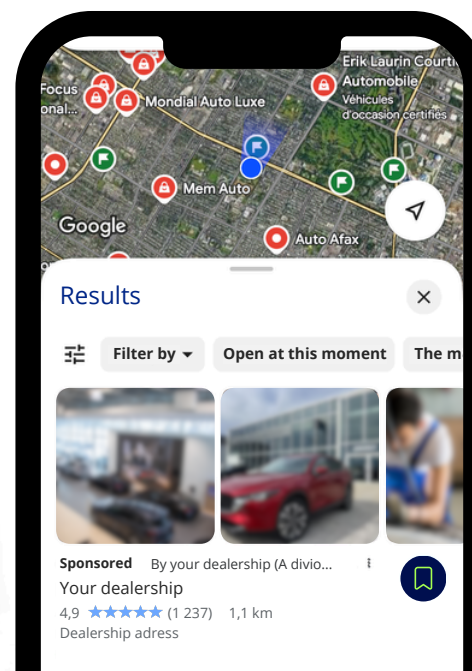 Erik Laurin Courti
Automobile
Véhicules
d'occasion certifiés
Focus
onal...
Mondial Auto Luxe
Mem Auto
Google
Auto Afax
Results
Filter by
Open at this moment
The m
Sponsored By your dealership (A divio...
Your dealership
4,9 (1 237) 1,1 km
Dealership adress